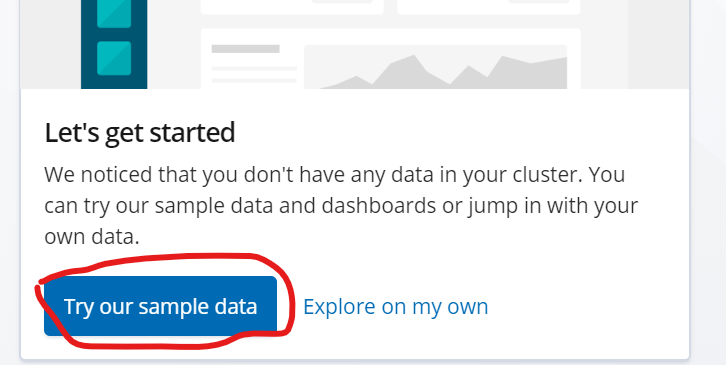 Let's get started
We noticed that you don't have any data in your cluster. You
can try our sample data and dashboards or jump in with your
own data.
Try our sample data Explore on my own